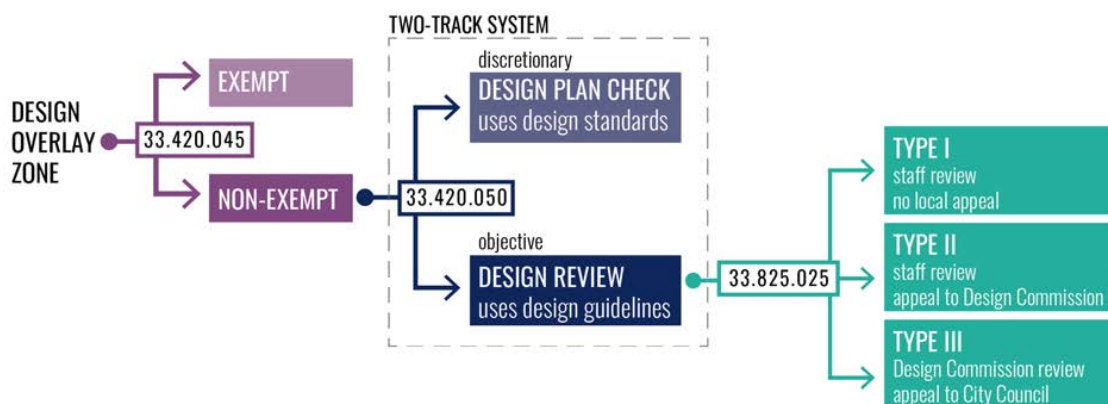 TWO-TRACK SYSTEM
DESIGN
OVERLAY
ZONE
33.420.045
EXEMPT
NON-EXEMPT
33.420.050
discretionary
DESIGN PLAN CHECK
uses design standards
objective
DESIGN REVIEW
uses design guidelines
33.825.025
TYPE I
staff review
no local appeal
TYPE II
staff review
appeal to Design Commission
TYPE III
Design Commission review
appeal to City Council